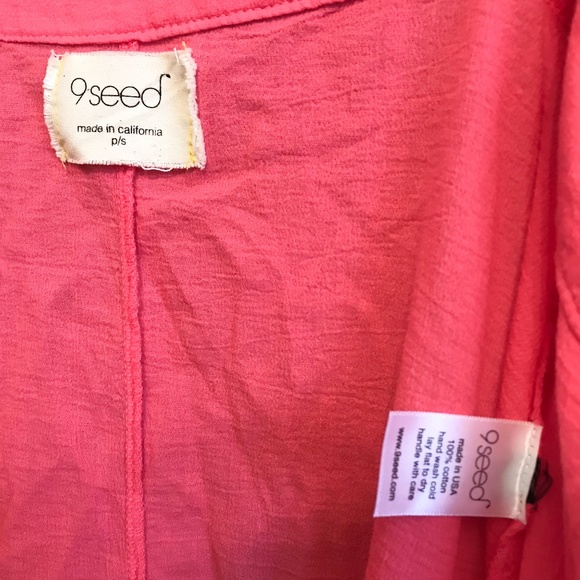 9seed
made in california
p/s
9seed
made in USA
100% cotton
hand wash cold
lay flat to dry
handle with care
www.9seed.com